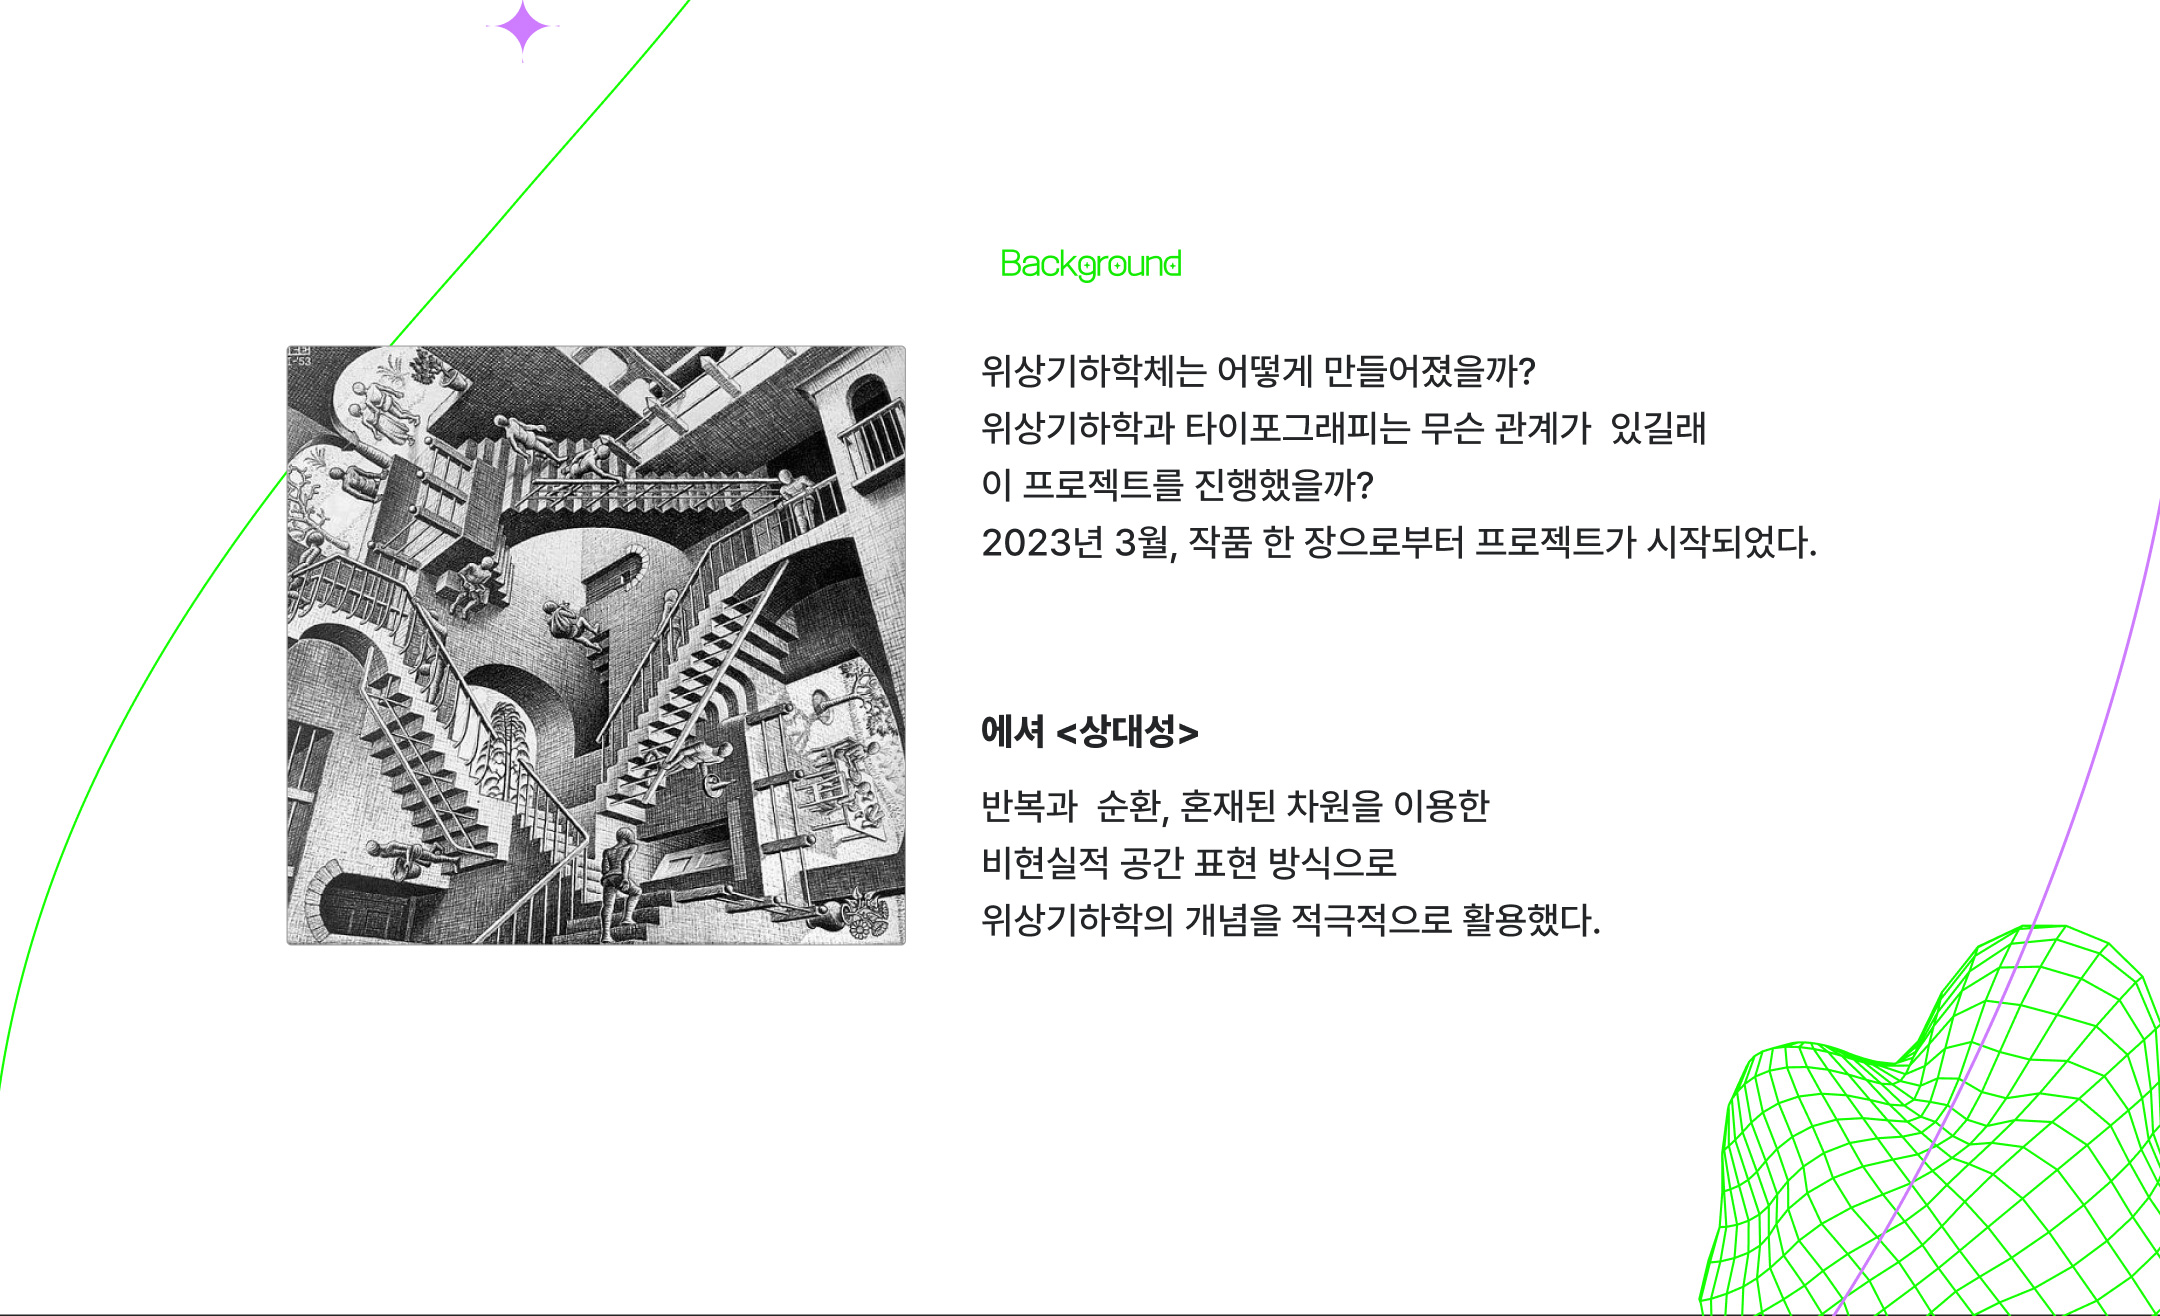 Background
위상기하학체는 어떻게 만들어졌을까?
위상기하학과 타이포그래피는 무슨 관계가  있길래
이 프로젝트를 진행했을까?
2023년 3월, 작품 한 장으로부터 프로젝트가 시작되었다.
에셔 <상대성>
반복과  순환, 혼재된 차원을 이용한
비현실적 공간 표현 방식으로
위상기하학의 개념을 적극적으로 활용했다.